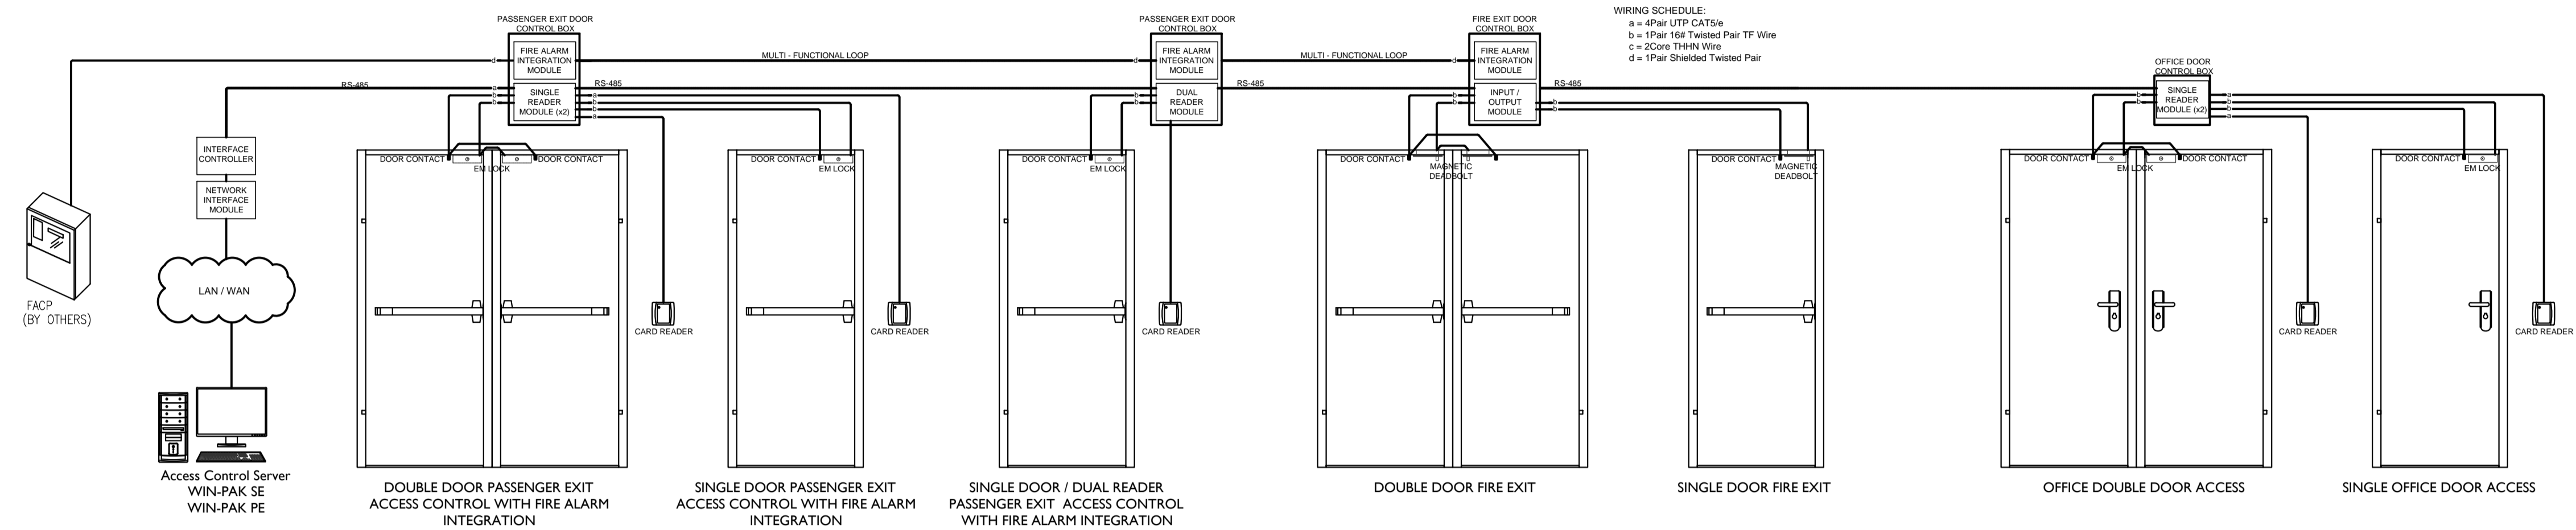 PASSENGER EXIT DOOR
CONTROL BOX
FIRE ALARM
INTEGRATION
MODULE
d
SINGLE
READER
MODULE (x2)
a
b
b
a
b
b
a
RS-485
RS-485
MULTI - FUNCTIONAL LOOP
PASSENGER EXIT DOOR
CONTROL BOX
FIRE ALARM
INTEGRATION
MODULE
d
DUAL
READER
MODULE
b
b
RS-485
MULTI - FUNCTIONAL LOOP
FIRE EXIT DOOR
CONTROL BOX
FIRE ALARM
INTEGRATION
MODULE
d
INPUT /
OUTPUT
MODULE
b
b
b
b
RS-485
WIRING SCHEDULE:
a = 4Pair UTP CAT5/e
b = 1Pair 16# Twisted Pair TF Wire
c = 2Core THHN Wire
d = 1Pair Shielded Twisted Pair
OFFICE DOOR
CONTROL BOX
SINGLE
READER
MODULE (x2)
b
b
a
b
b
a
INTERFACE
CONTROLLER
NETWORK
INTERFACE
MODULE
LAN / WAN
FACP
(BY OTHERS)
Access Control Server
WIN-PAK SE
WIN-PAK PE
DOOR CONTACT
DOOR CONTACT
EM LOCK
CARD READER
DOUBLE DOOR PASSENGER EXIT
ACCESS CONTROL WITH FIRE ALARM
INTEGRATION
DOOR CONTACT
EM LOCK
CARD READER
SINGLE DOOR PASSENGER EXIT
ACCESS CONTROL WITH FIRE ALARM
INTEGRATION
DOOR CONTACT
EM LOCK
CARD READER
SINGLE DOOR / DUAL READER
PASSENGER EXIT ACCESS CONTROL
WITH FIRE ALARM INTEGRATION
DOOR CONTACT
MAGNETIC
DEADBOLT
DOUBLE DOOR FIRE EXIT
DOOR CONTACT
MAGNETIC
DEADBOLT
SINGLE DOOR FIRE EXIT
DOOR CONTACT
DOOR CONTACT
EM LOCK
CARD READER
OFFICE DOUBLE DOOR ACCESS
DOOR CONTACT
EM LOCK
CARD READER
SINGLE OFFICE DOOR ACCESS